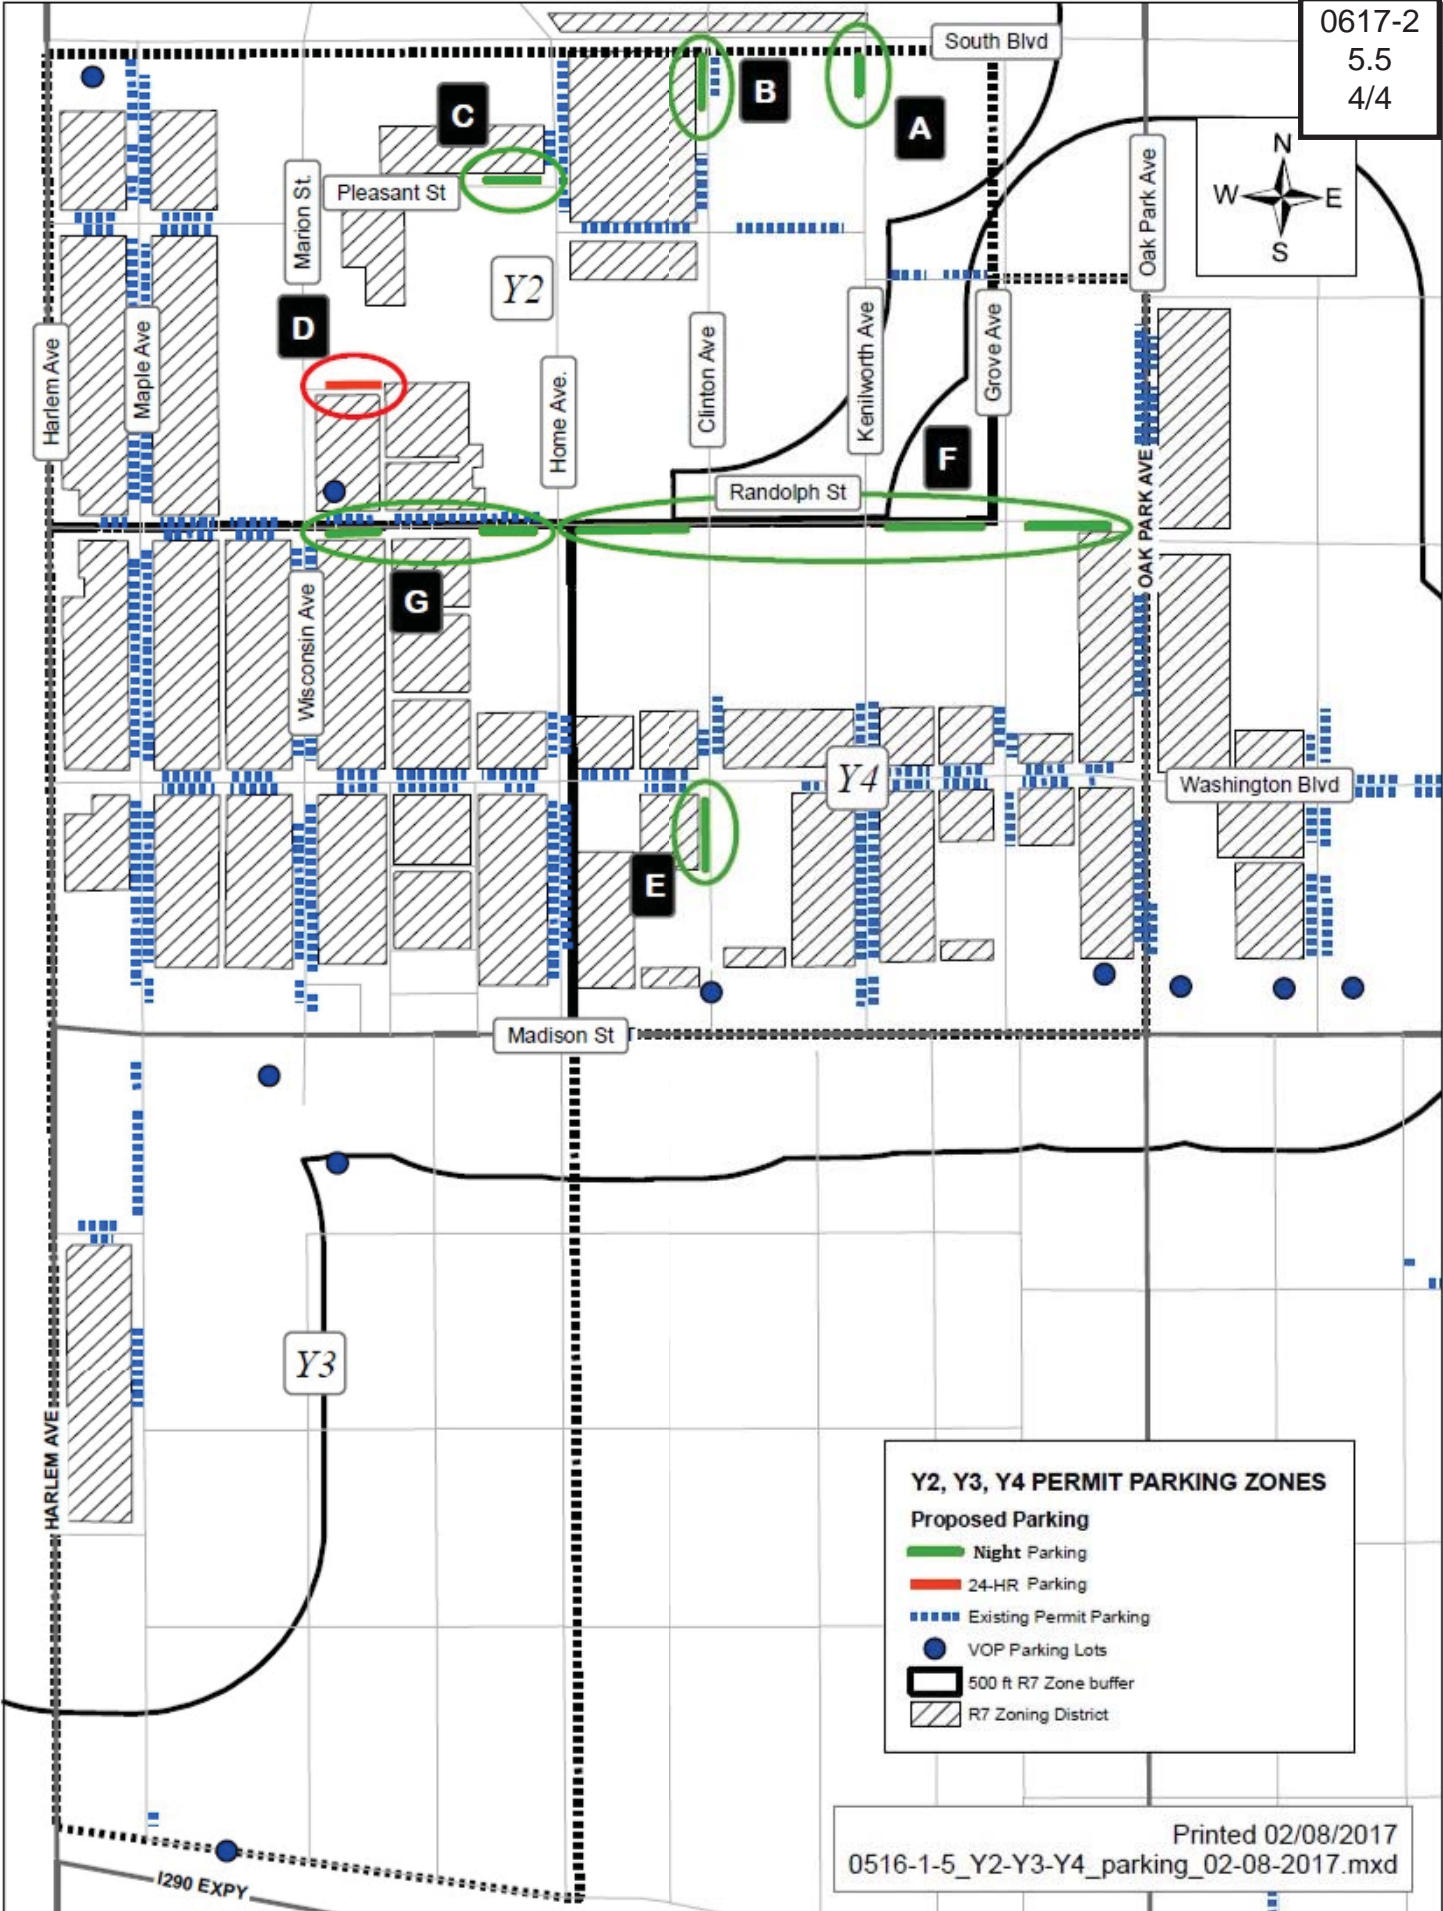 0617-2
5.5
4/4
South Blvd
B
A
C
N
W
E
S
Pleasant St
Marion St.
Oak Park Ave
Y2
D
Harlem Ave
Maple Ave
Home Ave.
Clinton Ave
Kenilworth Ave
Grove Ave
F
Randolph St
OAK PARK AVE
G
Wisconsin Ave
Y4
Washington Blvd
E
Madison St
T
Y3
HARLEM AVE
Y2, Y3, Y4 PERMIT PARKING ZONES
Proposed Parking
Night Parking
24-HR Parking
Existing Permit Parking
VOP Parking Lots
500 ft R7 Zone buffer
R7 Zoning District
Printed 02/08/2017
0516-1-5_Y2-Y3-Y4_parking_02-08-2017.mxd
I290 EXPY